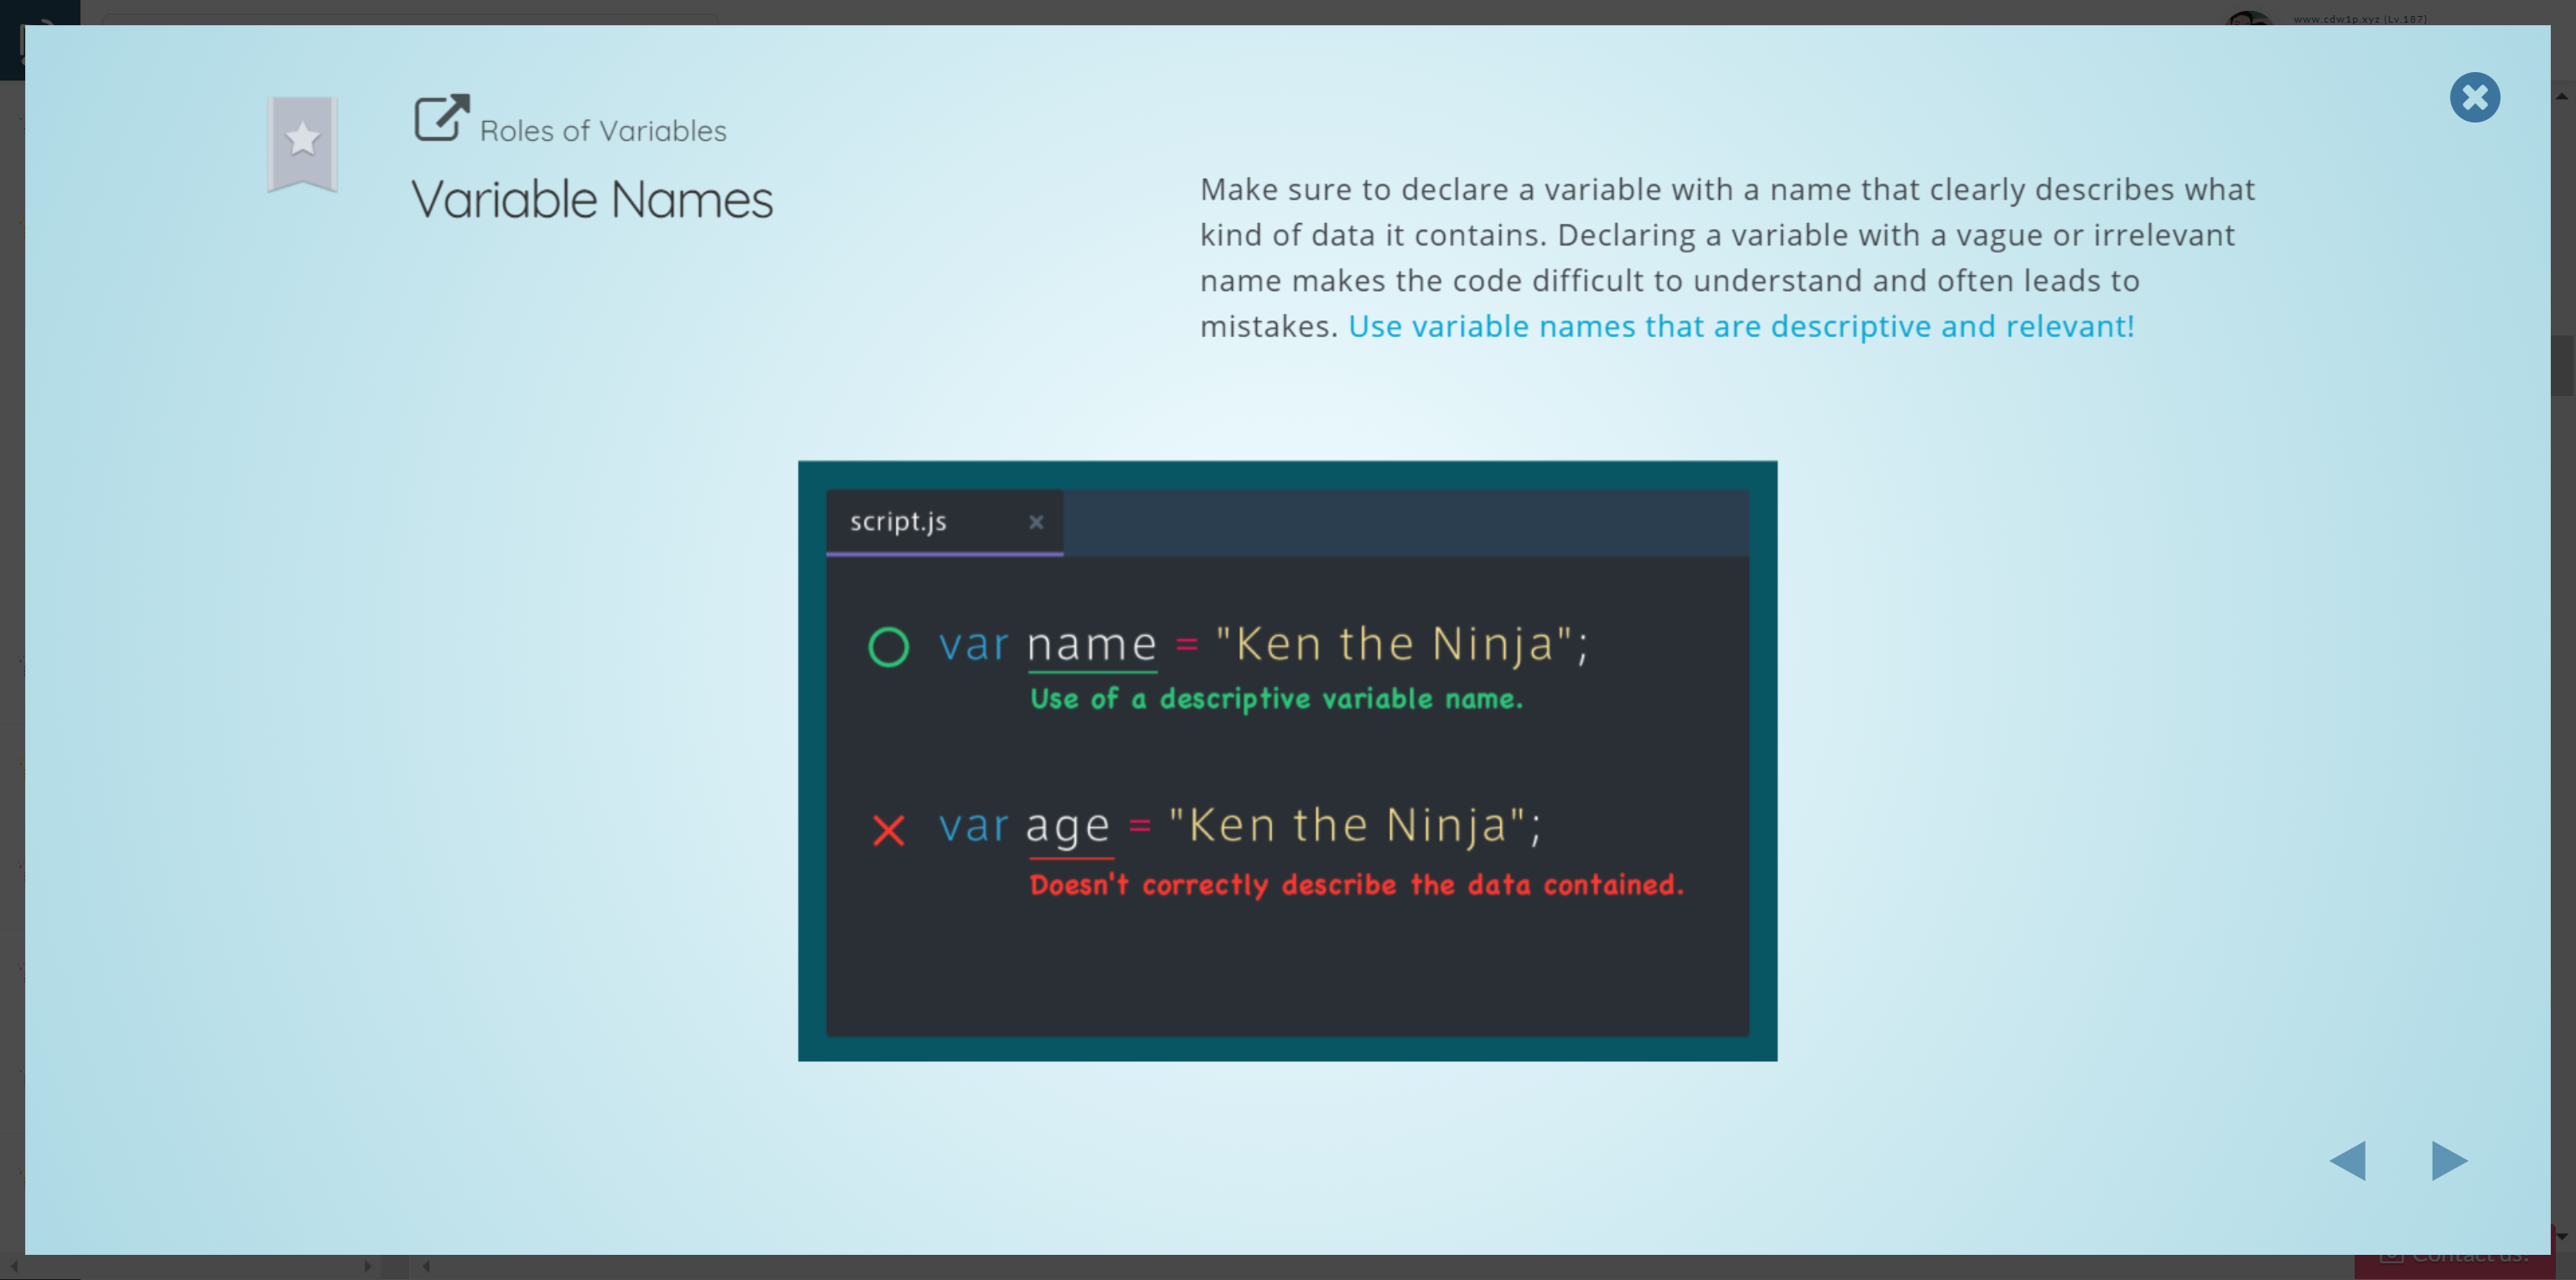 www.cdw1p.xyz (Lv.187)
Roles of Variables
Variable Names
Make sure to declare a variable with a name that clearly describes what
kind of data it contains. Declaring a variable with a vague or irrelevant
name makes the code difficult to understand and often leads to
mistakes. Use variable names that are descriptive and relevant!
script.js
var name = "Ken the Ninja";
Use of a descriptive variable name.
var age = "Ken the Ninja";
Doesn't correctly describe the data contained.
Contact us!